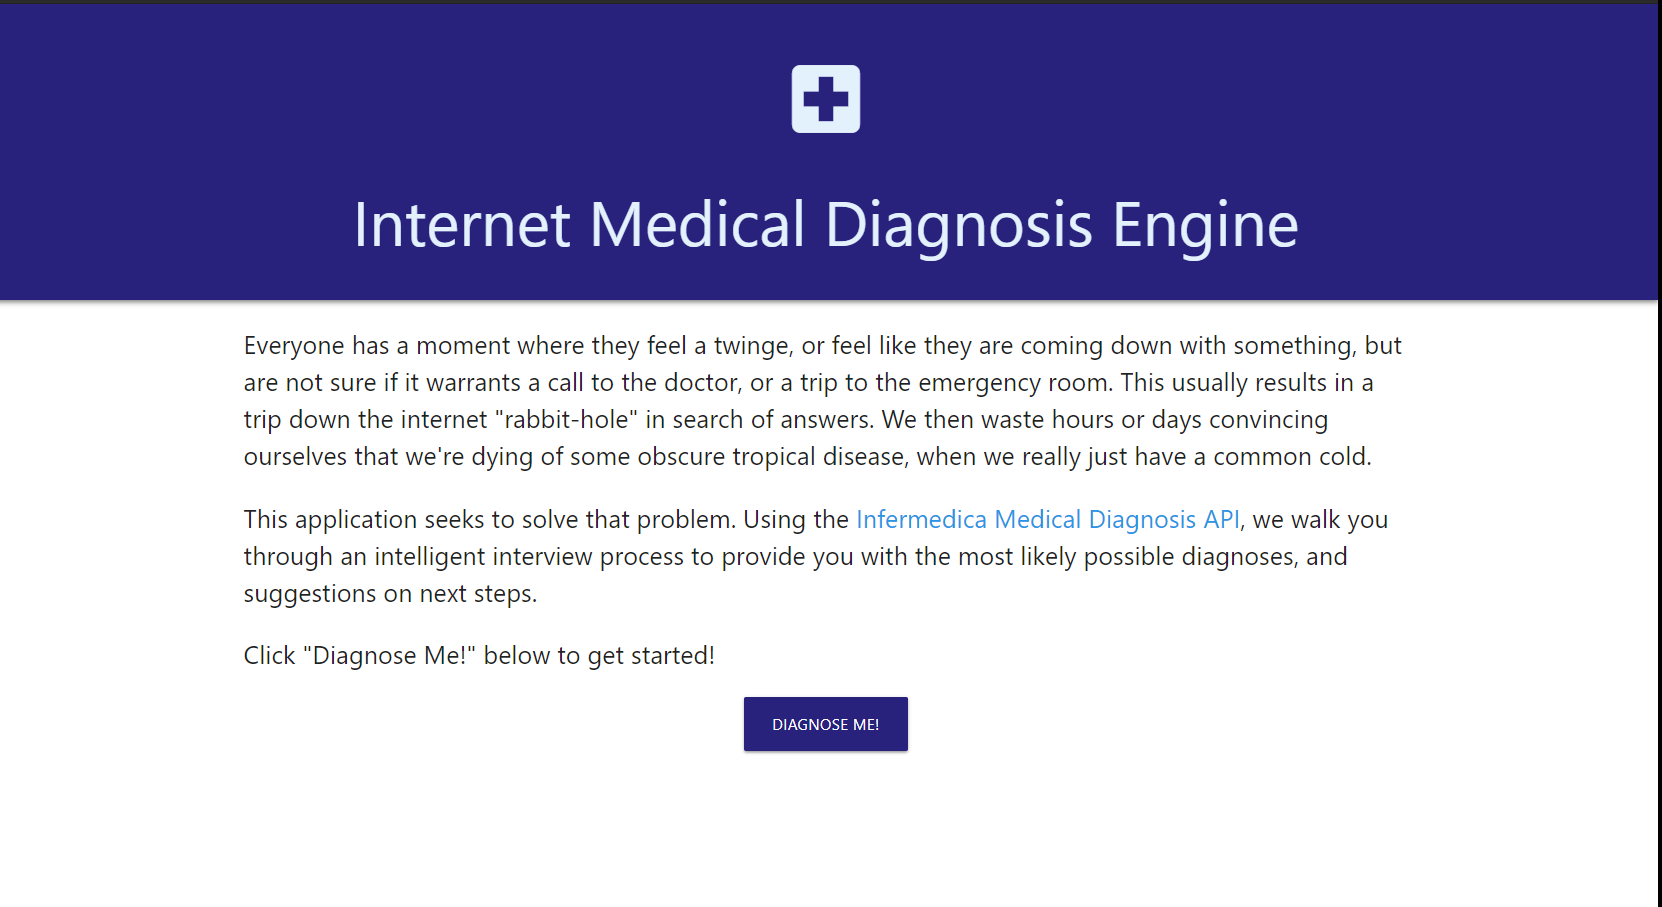 Internet Medical Diagnosis Engine
Everyone has a moment where they feel a twinge, or feel like they are coming down with something, but
are not sure if it warrants a call to the doctor, or a trip to the emergency room. This usually results in a
trip down the internet "rabbit-hole" in search of answers. We then waste hours or days convincing
ourselves that we're dying of some obscure tropical disease, when we really just have a common cold.
This application seeks to solve that problem. Using the Infermedica Medical Diagnosis API, we walk you
through an intelligent interview process to provide you with the most likely possible diagnoses, and
suggestions on next steps.
Click "Diagnose Me!" below to get started!
DIAGNOSE ME!